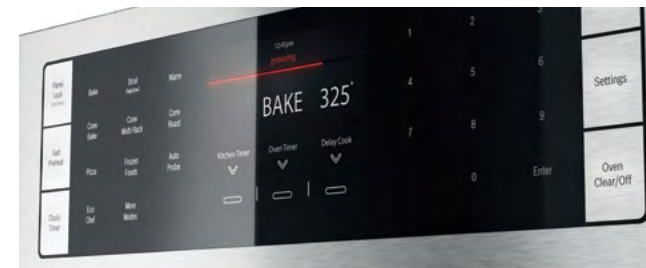 Panel
Lock
Fast
Preheat
Clock/
Timer
Bake
Broil
Warm
Conv
Bake
Conv
Multi-Rack
Conv
Roast
Pizza
Frozen
Foods
Auto
Probe
Eco
Chef
More
Modes
12:45pm
preheating
BAKE 325°
Kitchen Timer
Oven Timer
Delay Cook
1
2
3
4
5
6
7
8
9
0
Enter
Settings
Oven
Clear/Off